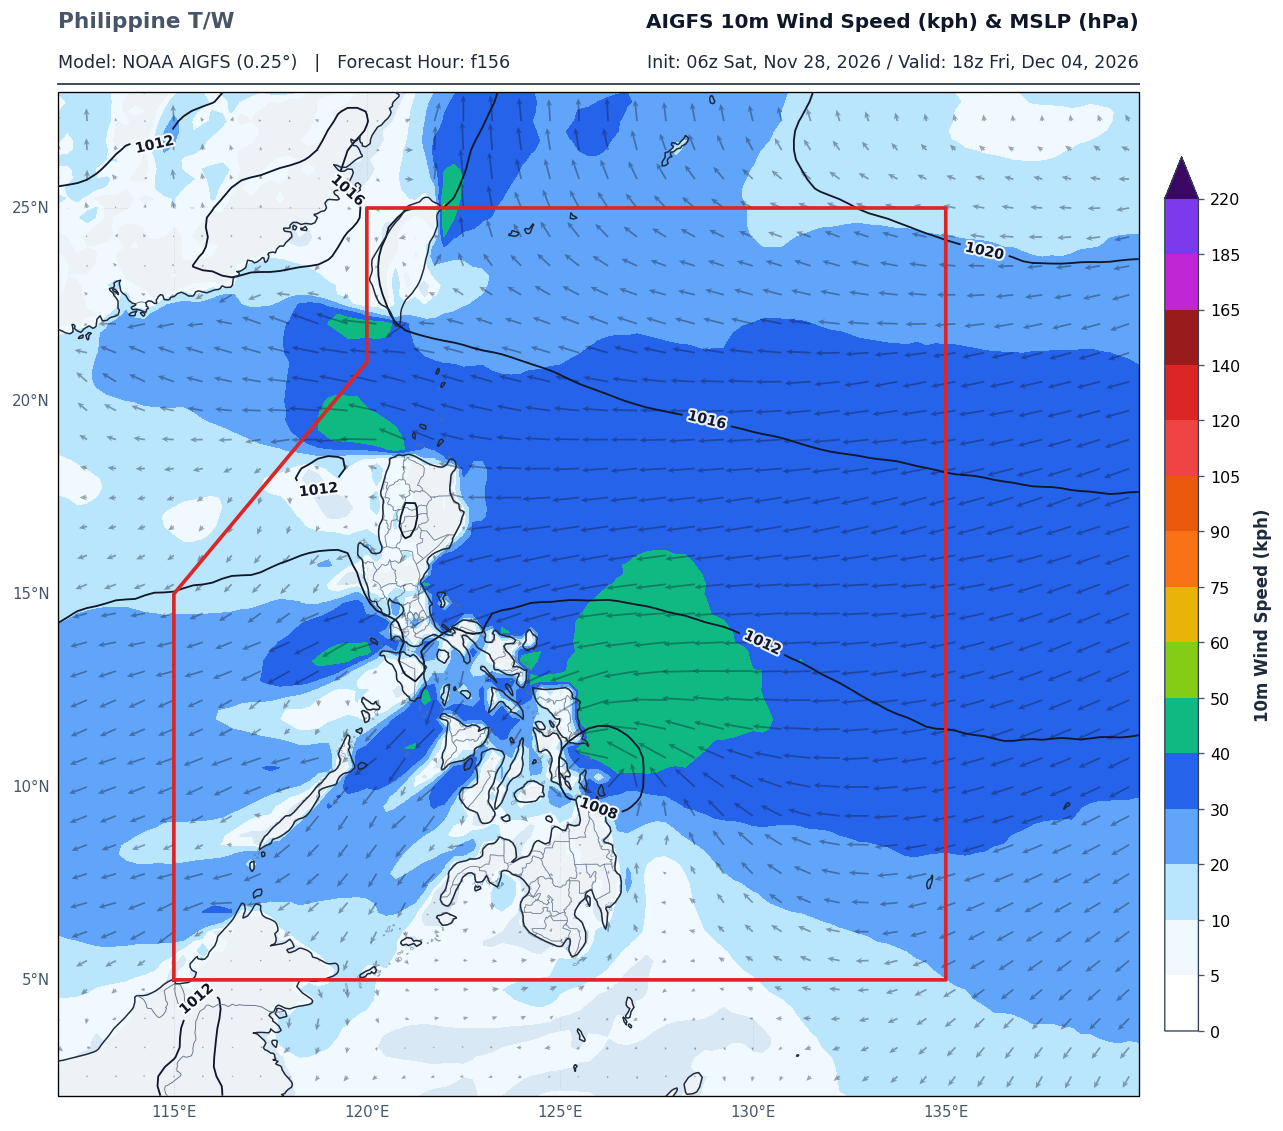 Philippine T/W
AIGFS 10m Wind Speed (kph) & MSLP (hPa)
Model: NOAA AIGFS (0.25°)   |   Forecast Hour: f156
Init: 06z Sat, Nov 28, 2026 / Valid: 18z Fri, Dec 04, 2026
1012
1016
1020
1016
1012
1012
1008
1012
25°N
20°N
15°N
10°N
5°N
115°E
120°E
125°E
130°E
135°E
220
185
165
140
120
105
90
75
60
50
40
30
20
10
5
0
10m Wind Speed (kph)